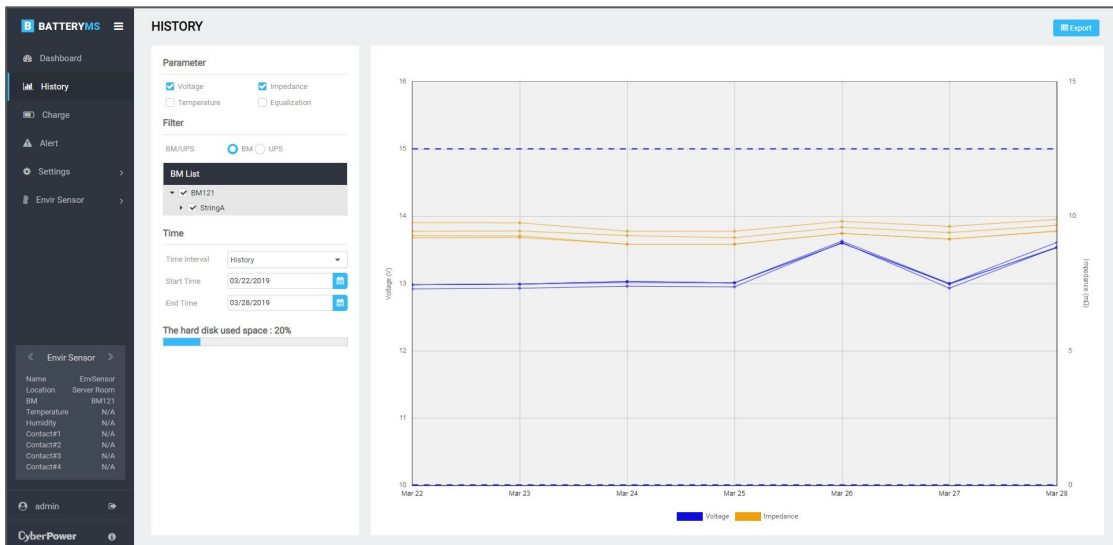 B BATTERYMS
HISTORY
Export
Dashboard
History
Charge
Alert
Settings
Envir Sensor
Parameter
Voltage Impedance
Temperature Equalization
Filter
BM/UPS BM UPS
BM List
BM121
StringA
Time
Time interval History
Start Time 03/22/2019
End Time 03/28/2019
The hard disk used space : 20%
Envir Sensor
Name EnvSensor
Location Server Room
BM BM121
Temperature N/A
Humidity N/A
Contact#1 N/A
Contact#2 N/A
Contact#3 N/A
Contact#4 N/A
admin
CyberPower
16
15
14
13
12
11
10
Voltage (V)
15
10
5
0
Impedance (mΩ)
Mar 22 Mar 23 Mar 24 Mar 25 Mar 26 Mar 27 Mar 28
Voltage Impedance